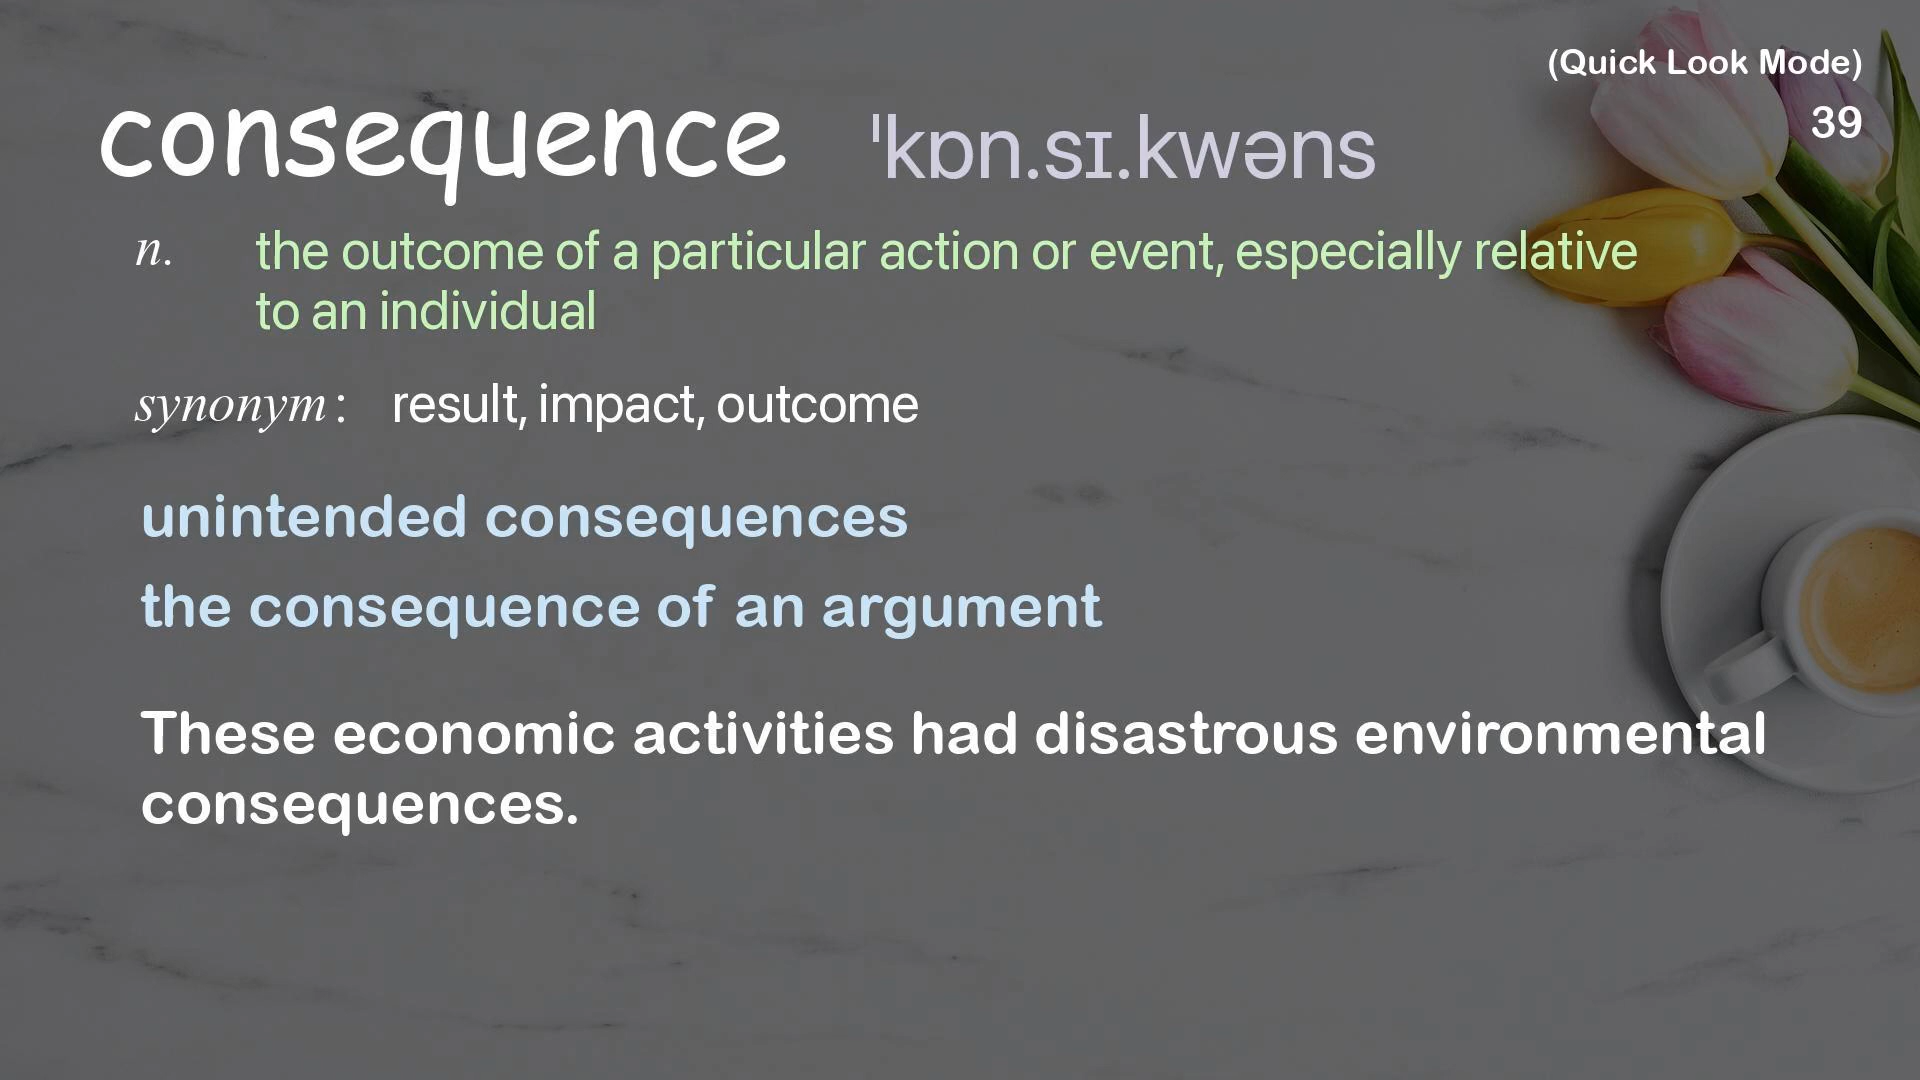 (Quick Look Mode)
39
consequence ˈkɒn.sɪ.kwəns
n. the outcome of a particular action or event, especially relative
to an individual
synonym: result, impact, outcome
unintended consequences
the consequence of an argument
These economic activities had disastrous environmental
consequences.